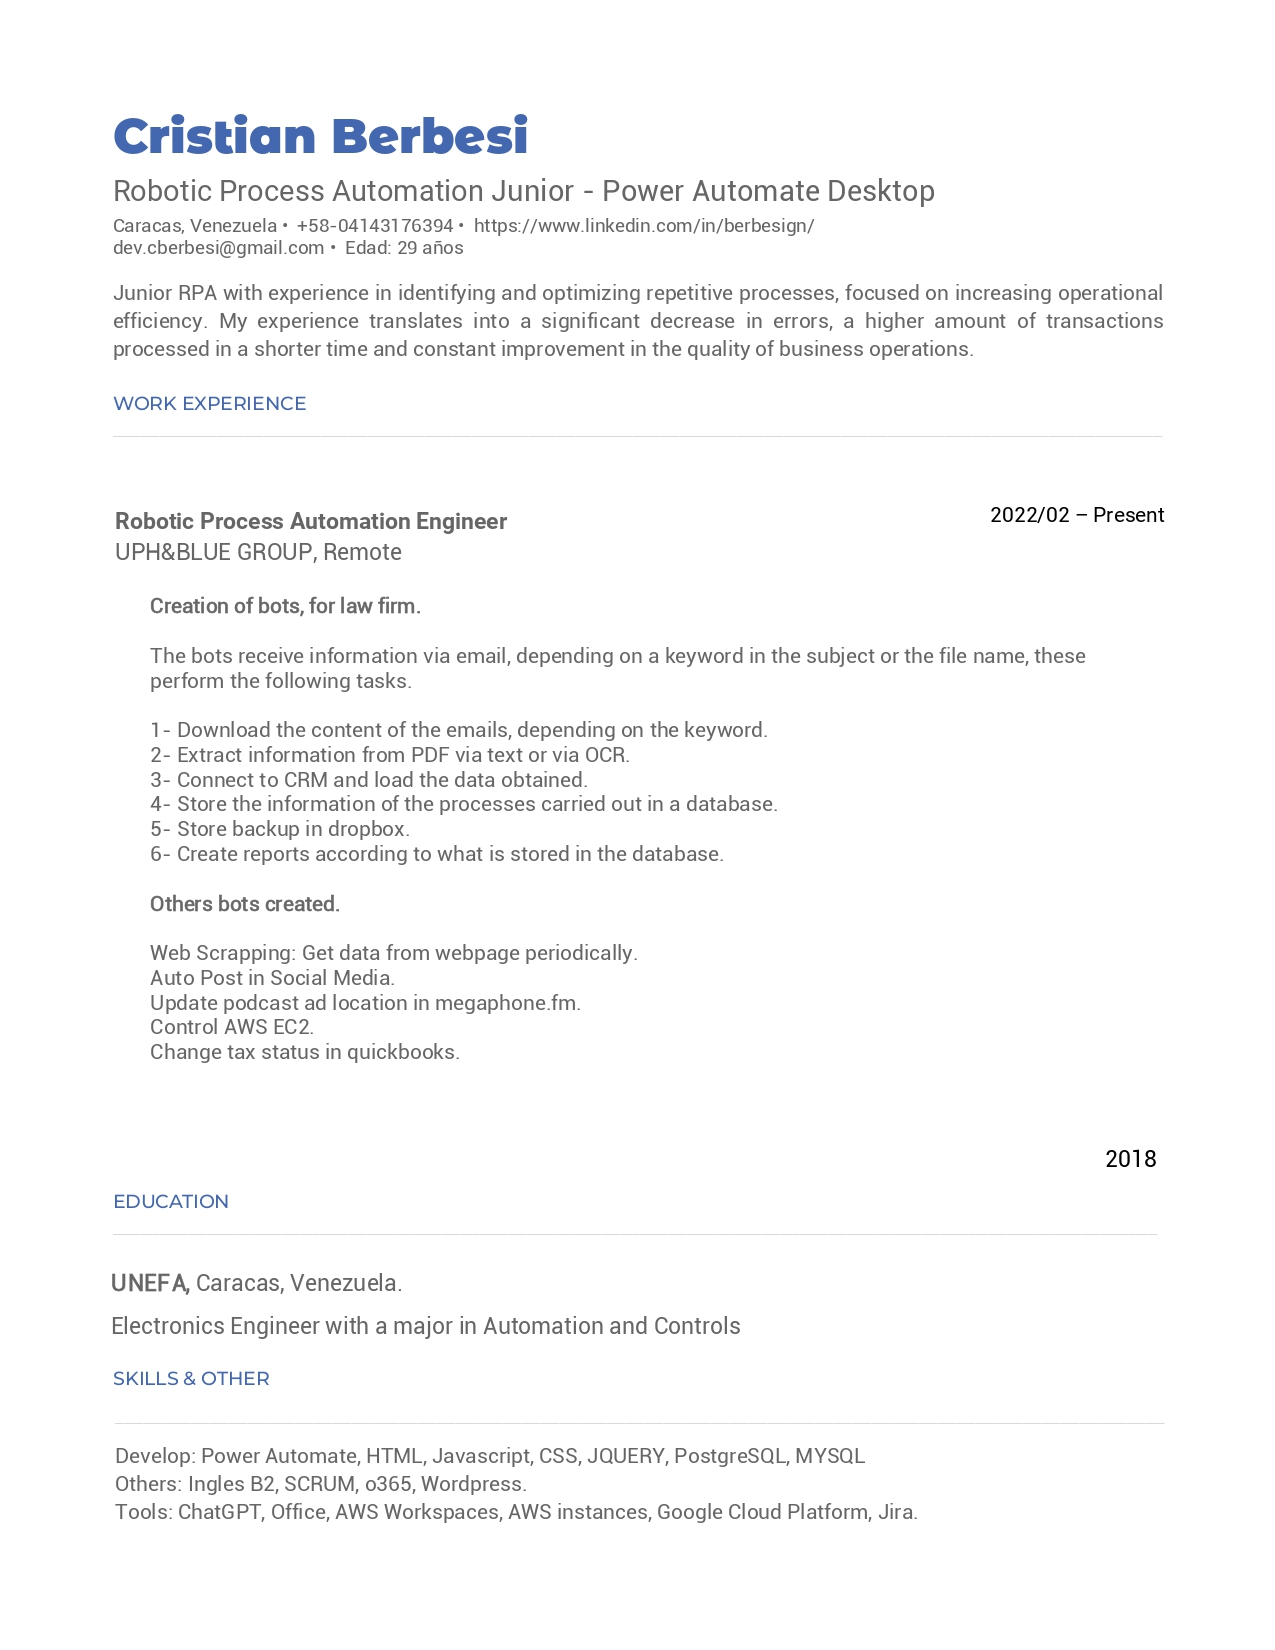 Cristian Berbesi
Robotic Process Automation Junior - Power Automate Desktop
Caracas, Venezuela • +58-04143176394 • https://www.linkedin.com/in/berbesign/
dev.cberbesi@gmail.com • Edad: 29 años
Junior RPA with experience in identifying and optimizing repetitive processes, focused on increasing operational
efficiency. My experience translates into a significant decrease in errors, a higher amount of transactions
processed in a shorter time and constant improvement in the quality of business operations.
WORK EXPERIENCE
Robotic Process Automation Engineer
2022/02 – Present
UPH&BLUE GROUP, Remote
Creation of bots, for law firm.
The bots receive information via email, depending on a keyword in the subject or the file name, these
perform the following tasks.
1- Download the content of the emails, depending on the keyword.
2- Extract information from PDF via text or via OCR.
3- Connect to CRM and load the data obtained.
4- Store the information of the processes carried out in a database.
5- Store backup in dropbox.
6- Create reports according to what is stored in the database.
Others bots created.
Web Scrapping: Get data from webpage periodically.
Auto Post in Social Media.
Update podcast ad location in megaphone.fm.
Control AWS EC2.
Change tax status in quickbooks.
2018
EDUCATION
UNEFA, Caracas, Venezuela.
Electronics Engineer with a major in Automation and Controls
SKILLS & OTHER
Develop: Power Automate, HTML, Javascript, CSS, JQUERY, PostgreSQL, MYSQL
Others: Ingles B2, SCRUM, o365, Wordpress.
Tools: ChatGPT, Office, AWS Workspaces, AWS instances, Google Cloud Platform, Jira.